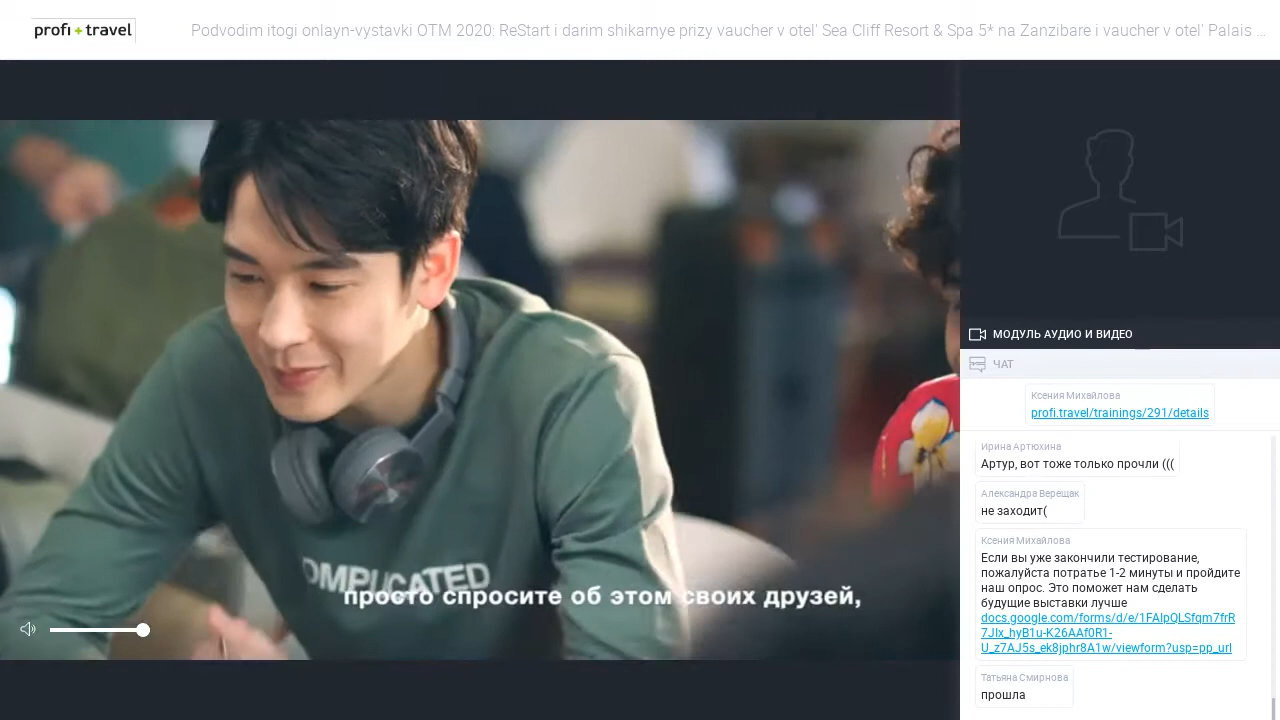 profi travel
Podvodim itogi onlayn-vystavki OTM 2020: ReStart i darim shikarnye prizy vaucher v otel' Sea Cliff Resort & Spa 5* na Zanzibare i vaucher v otel' Palais ...
OMPLICATED
просто спросите об этом своих друзей,
МОДУЛЬ АУДИО И ВИДЕО
ЧАТ
Ксения Михайлова
profi.travel/trainings/291/details
Ирина Артюхина
Артур, вот тоже только прочли (((
Александра Верещак
не заходит(
Ксения Михайлова
Если вы уже закончили тестирование,
пожалуйста потратье 1-2 минуты и пройдите
наш опрос. Это поможет нам сделать
будущие выставки лучше
docs.google.com/forms/d/e/1FAIpQLSfqm7frR
7JIx_hyB1u-K26AAf0R1-
U_z7AJ5s_ek8jphr8A1w/viewform?usp=pp_url
Татьяна Смирнова
прошла